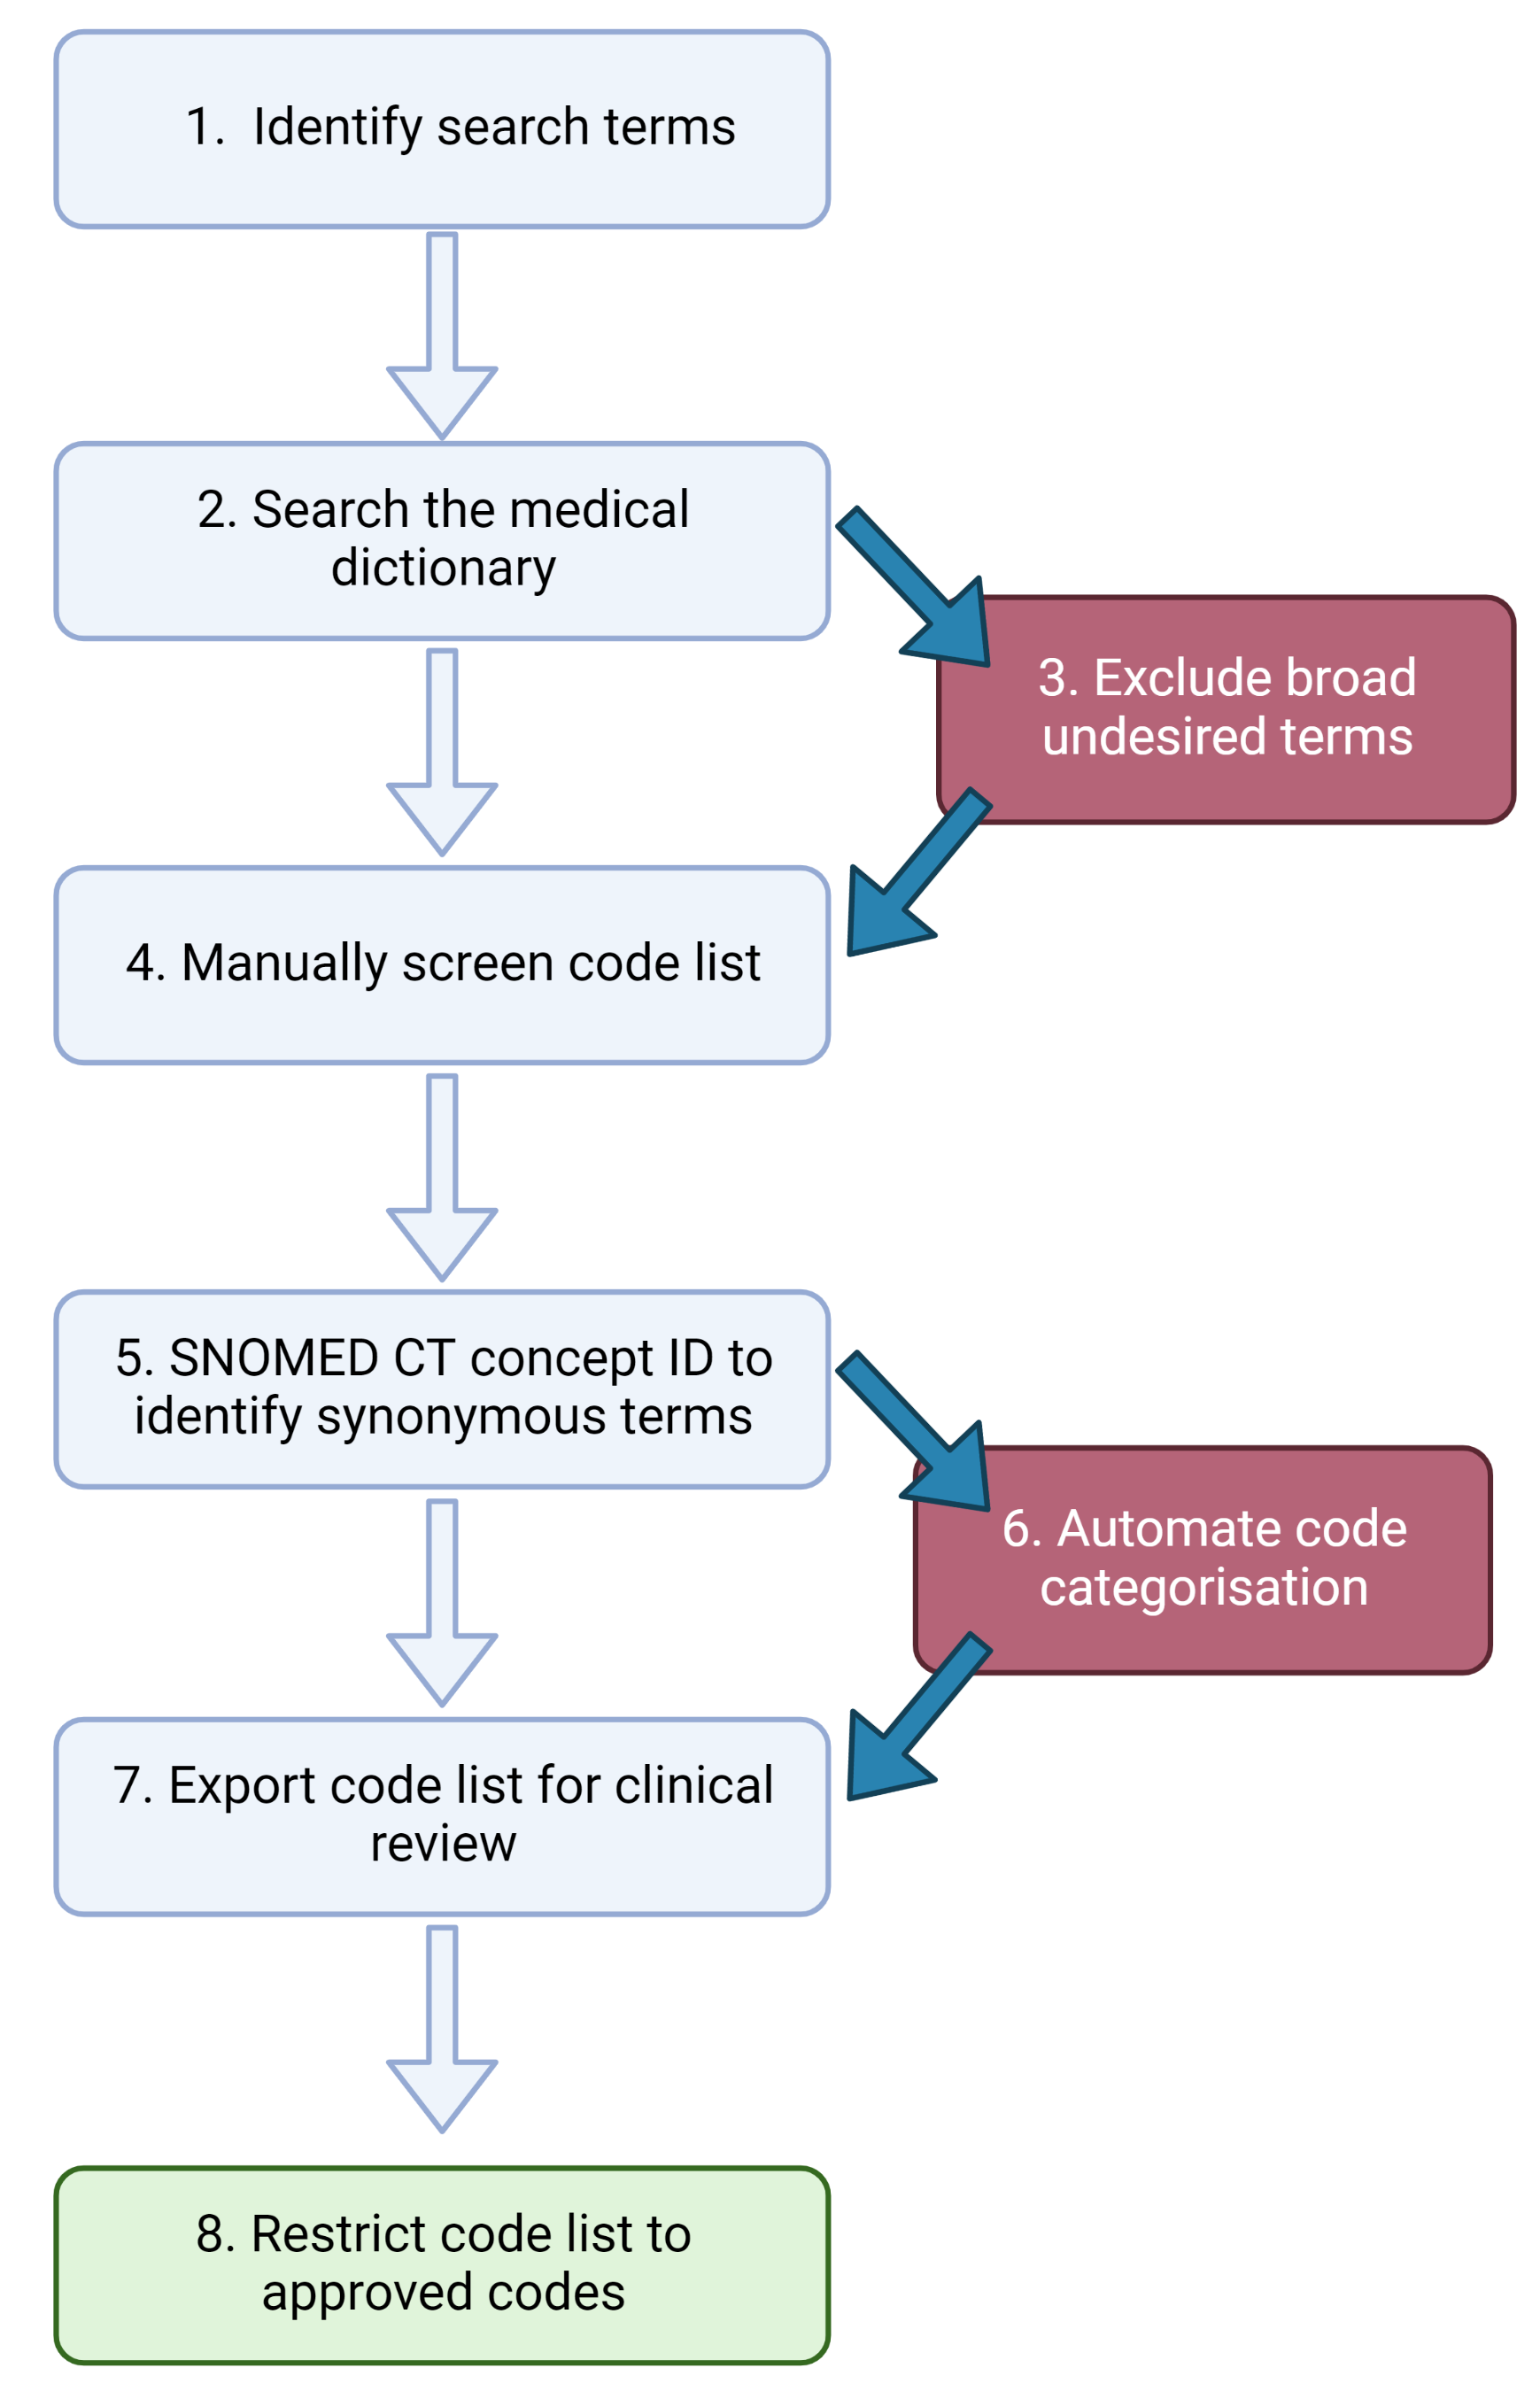 1. Identify search terms
2. Search the medical
dictionary
3. Exclude broad
undesired terms
4. Manually screen code list
5. SNOMED CT concept ID to
identify synonymous terms
6. Automate code
categorisation
7. Export code list for clinical
review
8. Restrict code list to
approved codes